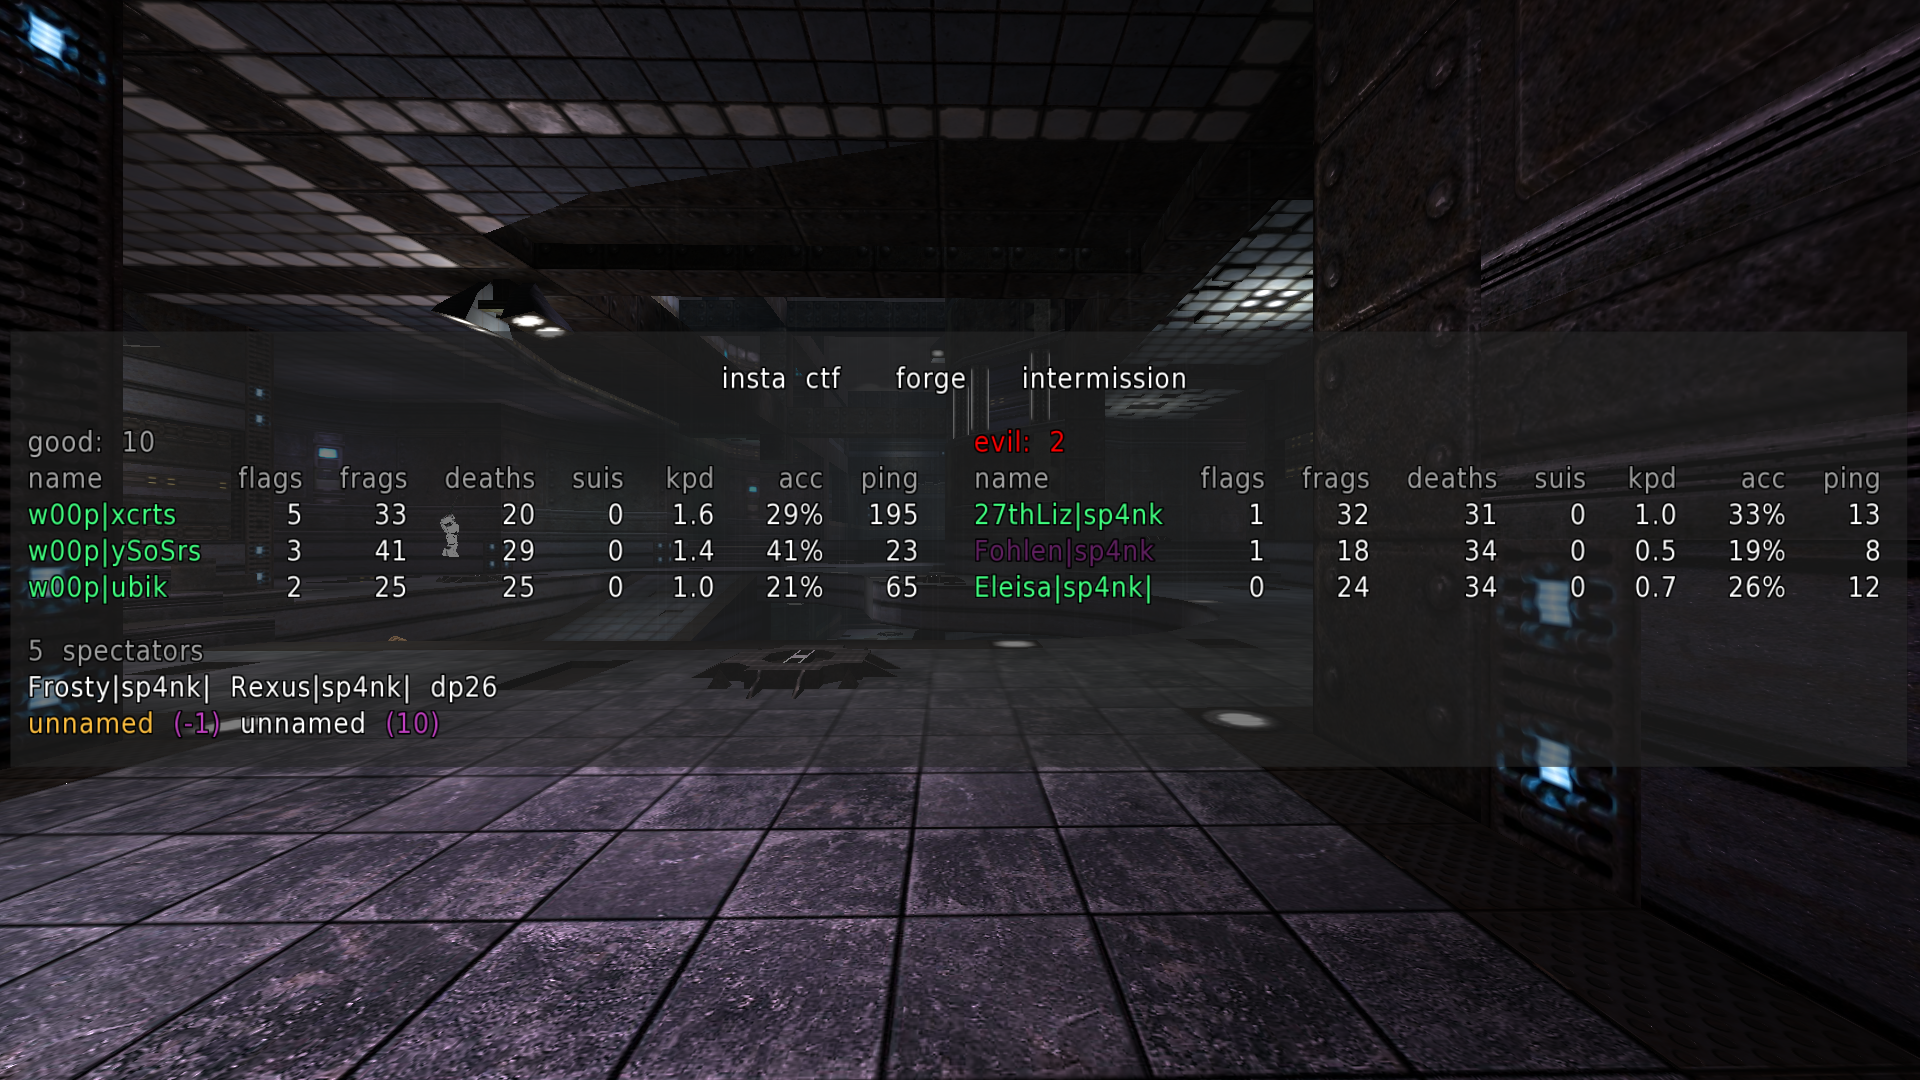 insta ctf forge intermission
good: 10
name flags frags deaths suis kpd acc ping
w00p|xcrts 5 33 20 0 1.6 29% 195
w00p|ySoSrs 3 41 29 0 1.4 41% 23
w00p|ubik 2 25 25 0 1.0 21% 65
evil: 2
name flags frags deaths suis kpd acc ping
27thLiz|sp4nk 1 32 31 0 1.0 33% 13
Fohlen|sp4nk 1 18 34 0 0.5 19% 8
Eleisa|sp4nk| 0 24 34 0 0.7 26% 12
5 spectators
Frosty|sp4nk| Rexus|sp4nk| dp26
unnamed (-1) unnamed (10)